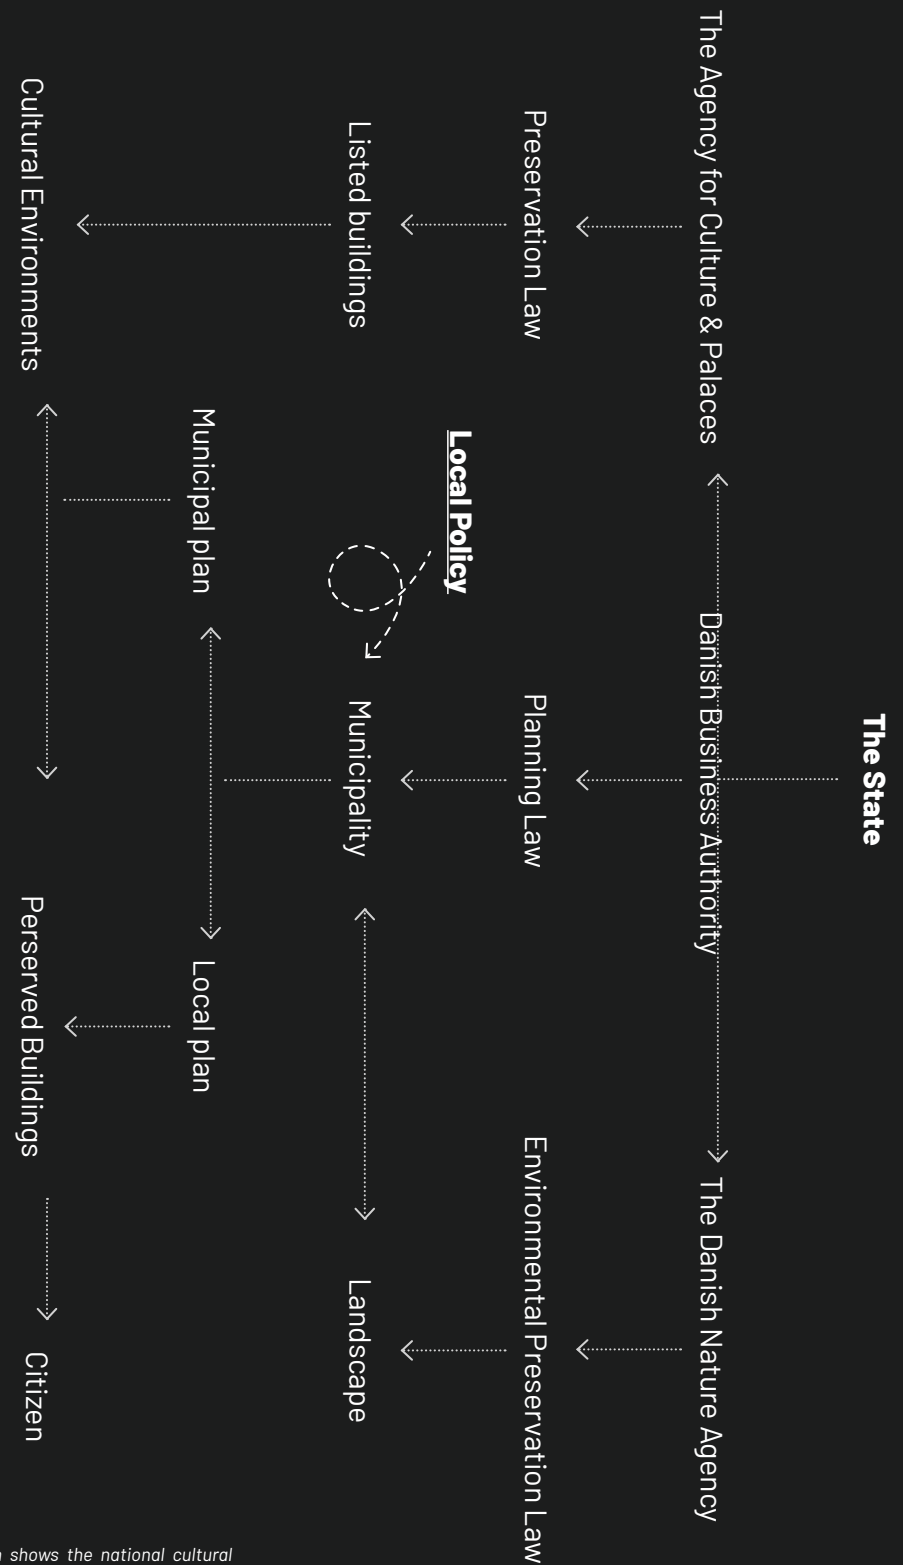 The State
The Agency for Culture & Palaces
Danish Business Authority
The Danish Nature Agency
Preservation Law
Planning Law
Environmental Preservation Law
Local Policy
Listed buildings
Municipality
Landscape
Municipal plan
Local plan
Cultural Environments
Perserved Buildings
Citizen
shows the national cultural